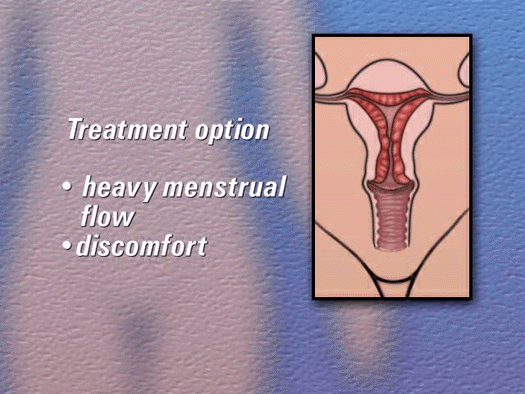 Treatment option
• heavy menstrual
flow
• discomfort